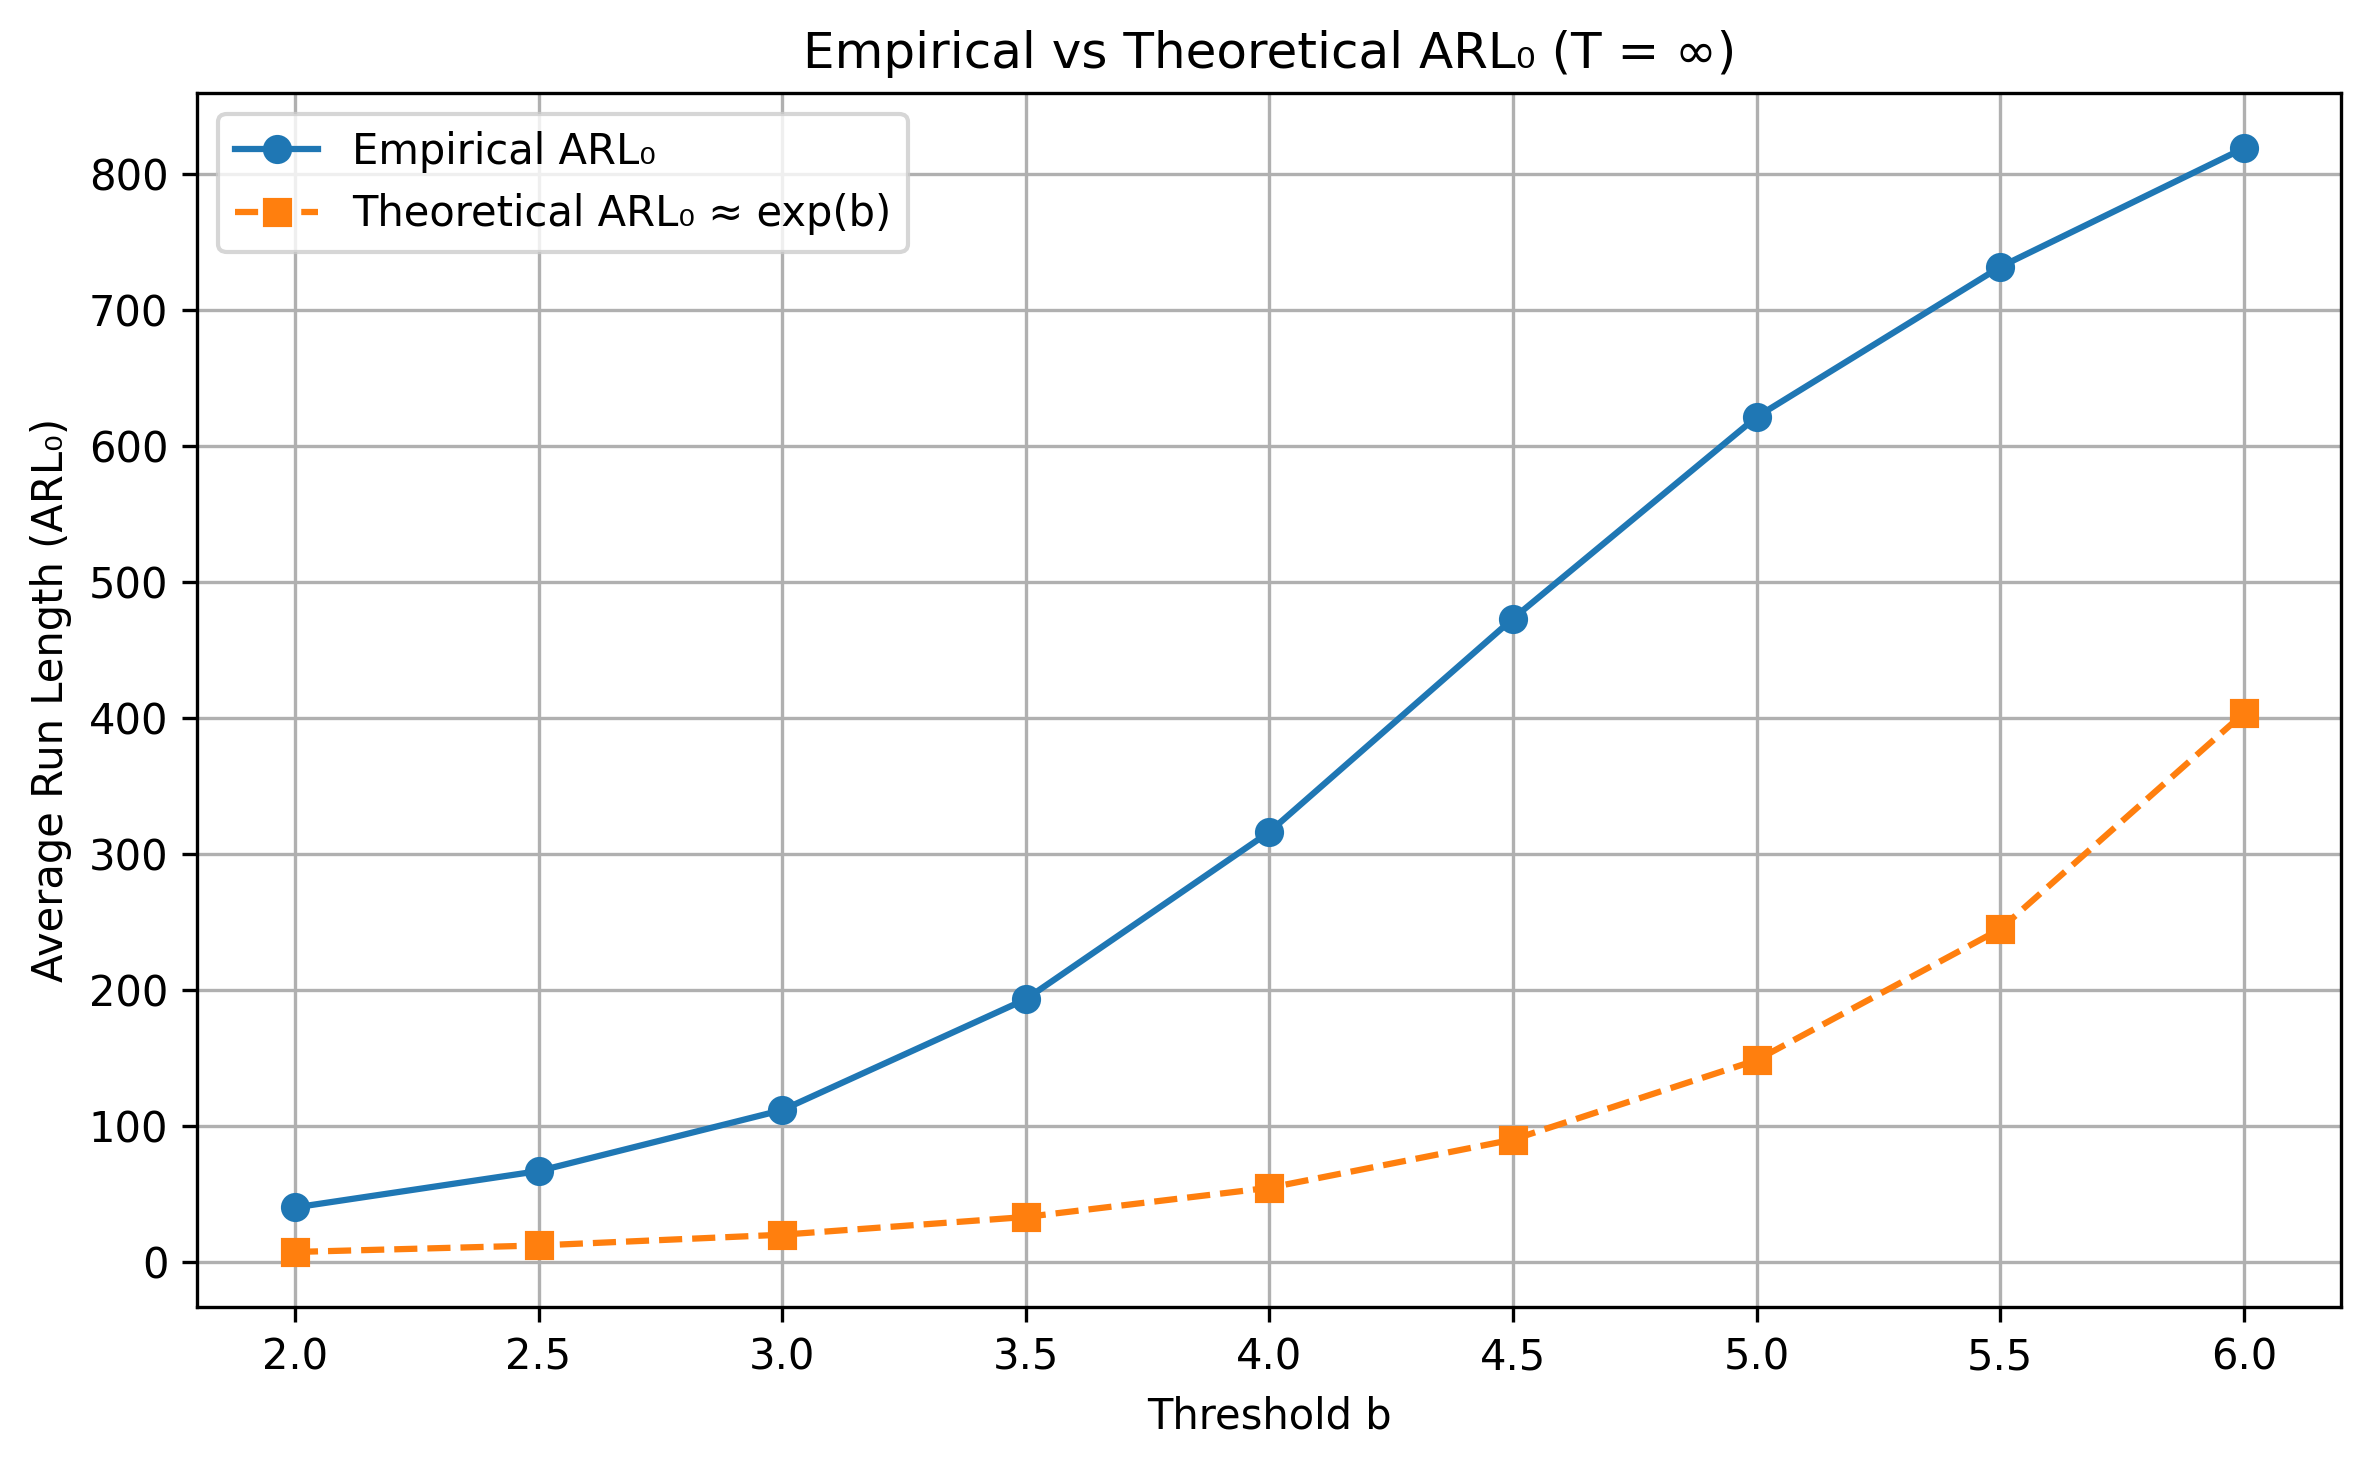 Empirical vs Theoretical ARL₀ (T = ∞)
Empirical ARL₀
Theoretical ARL₀ ≈ exp(b)
Average Run Length (ARL₀)
800
700
600
500
400
300
200
100
0
2.0 2.5 3.0 3.5 4.0 4.5 5.0 5.5 6.0
Threshold b